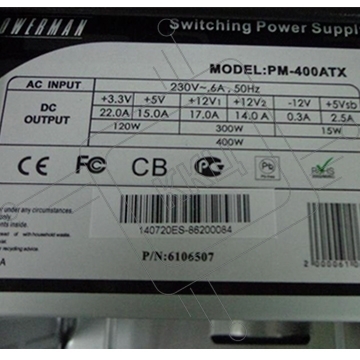 OWERMAN
Switching Power Supply
MODEL:PM-400ATX
AC INPUT 230V~.6A, 50Hz
DC OUTPUT +3.3V +5V +12V1 +12V2 -12V +5Vsb
22.0A 15.0A 17.0A 14.0A 0.3A 2.5A
120W 300W 15W
400W
CE FC CB Pb
140720ES-86200084
P/N:6106507